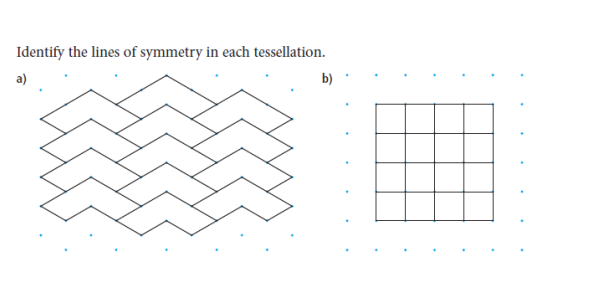 Identify the lines of symmetry in each tessellation.
a)
b)